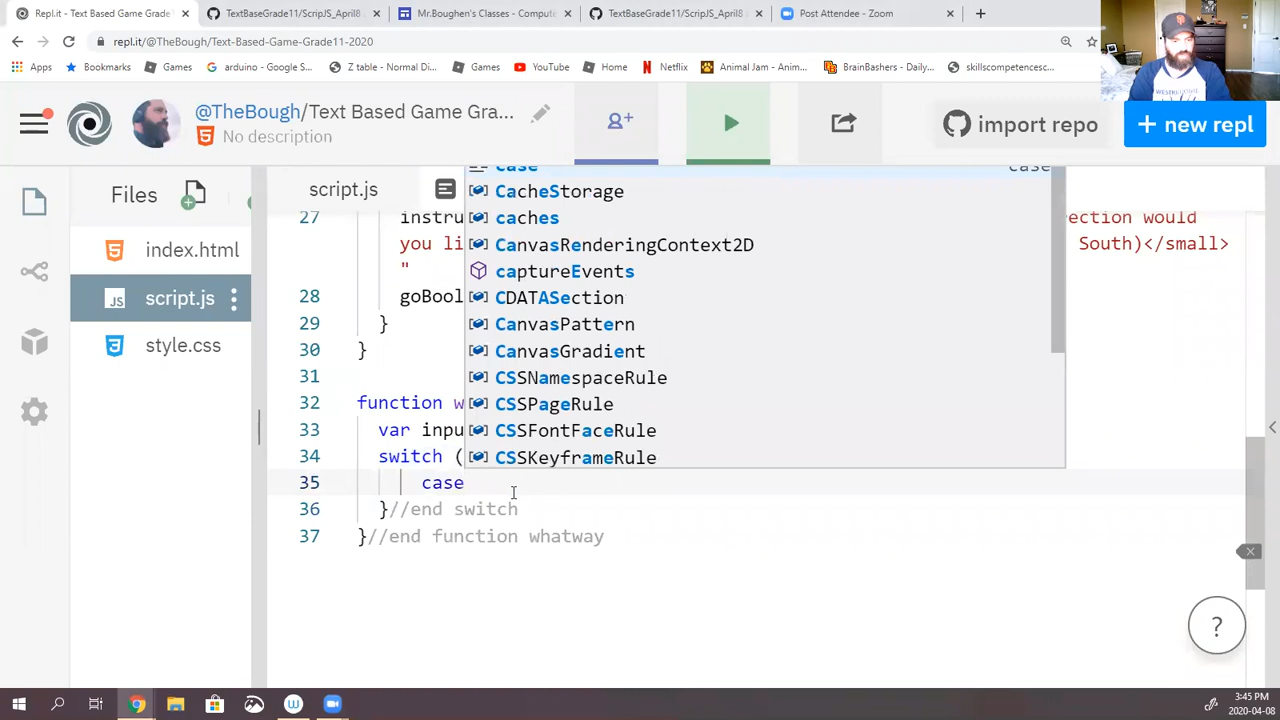 Repl.it - Text Based Game Grade1
TextBaseGrade11/ScripJS_April8
Mr.Boughen's Classes - Compute
TextBaseGrade11/ScripJS_April8
Post Attendee - Zoom
repl.it/@TheBough/Text-Based-Game-Grade11-2020
Apps
Bookmarks
Games
arduino - Google S...
Z table - Normal Di...
Games
YouTube
Home
Netflix
Animal Jam - Anim...
BrainBashers - Daily...
skillscompetencesc...
@TheBough/Text Based Game Gra...
No description
import repo
+ new repl
Files
script.js
index.html
script.js
style.css
case
case
CacheStorage
caches
CanvasRenderingContext2D
captureEvents
CDATASection
CanvasPattern
CanvasGradient
CSSNamespaceRule
CSSPageRule
CSSFontFaceRule
CSSKeyframeRule
27 instru ection would
you li South)</small>
"
28 goBool
29 }
30 }
31
32 function w
33 var inpu
34 switch (
35 case
36 }//end switch
37 }//end function whatway
?
3:45 PM
2020-04-08